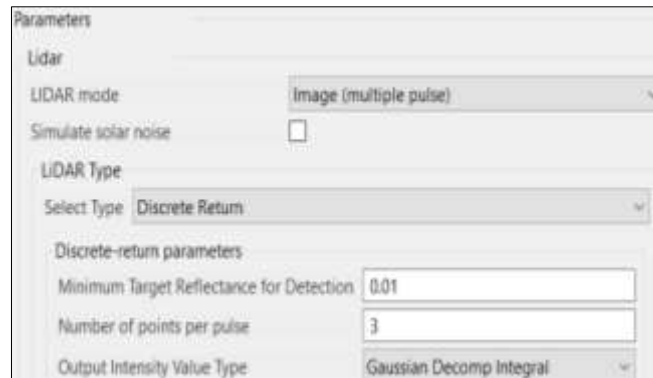 Parameters
Lidar
LIDAR mode Image (multiple pulse)
Simulate solar noise
LiDAR Type
Select Type Discrete Return
Discrete-return parameters
Minimum Target Reflectance for Detection 0.01
Number of points per pulse 3
Output Intensity Value Type Gaussian Decomp Integral